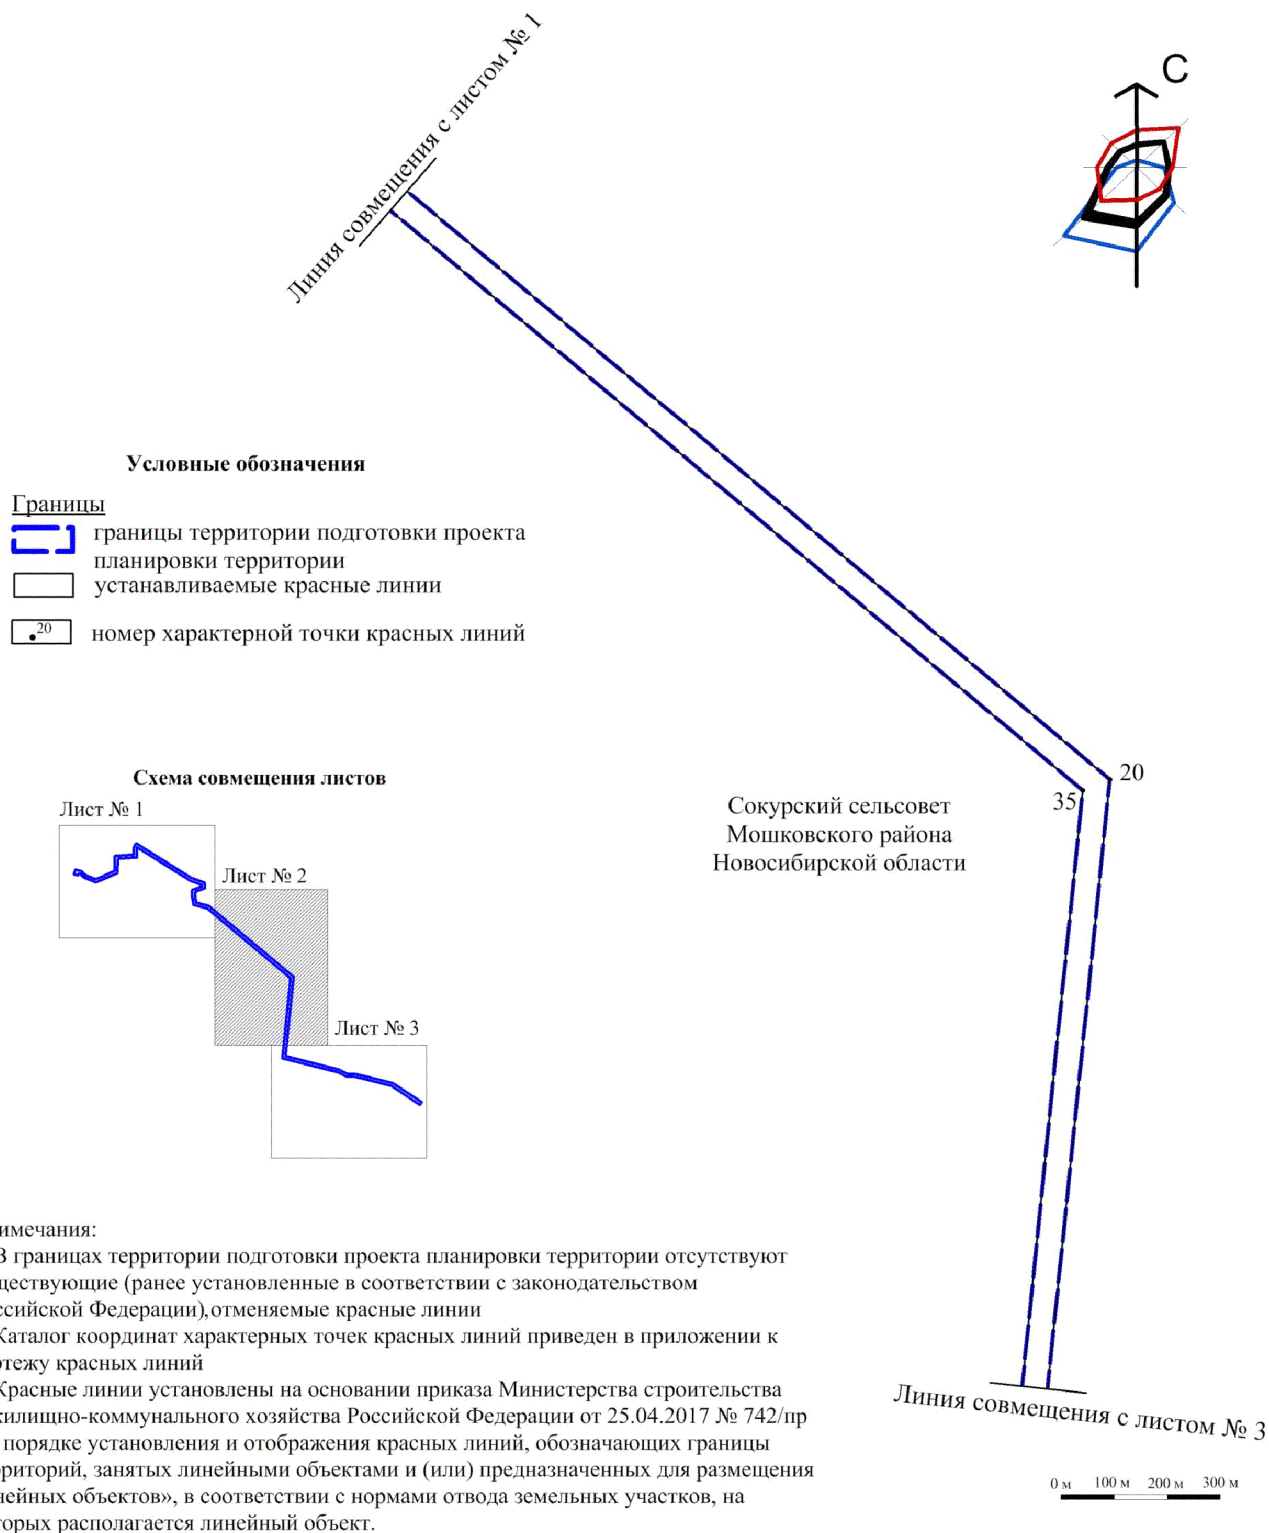 Линия совмещения с листом № 1
С
Условные обозначения
Границы
границы территории подготовки проекта
планировки территории
устанавливаемые красные линии
20
номер характерной точки красных линий
20
35
Сокурский сельсовет
Мошковского района
Новосибирской области
Схема совмещения листов
Лист № 1
Лист № 2
Лист № 3
имечания:
В границах территории подготовки проекта планировки территории отсутствуют
ществующие (ранее установленные в соответствии с законодательством
ссийской Федерации),отменяемые красные линии
Каталог координат характерных точек красных линий приведен в приложении к
ртежу красных линий
Красные линии установлены на основании приказа Министерства строительства
килищно-коммунального хозяйства Российской Федерации от 25.04.2017 № 742/пр
порядке установления и отображения красных линий, обозначающих границы
рриторий, занятых линейными объектами и (или) предназначенных для размещения
нейных объектов», в соответствии с нормами отвода земельных участков, на
торых располагается линейный объект.
Линия совмещения с листом № 3
0 м 100 м 200 м 300 м